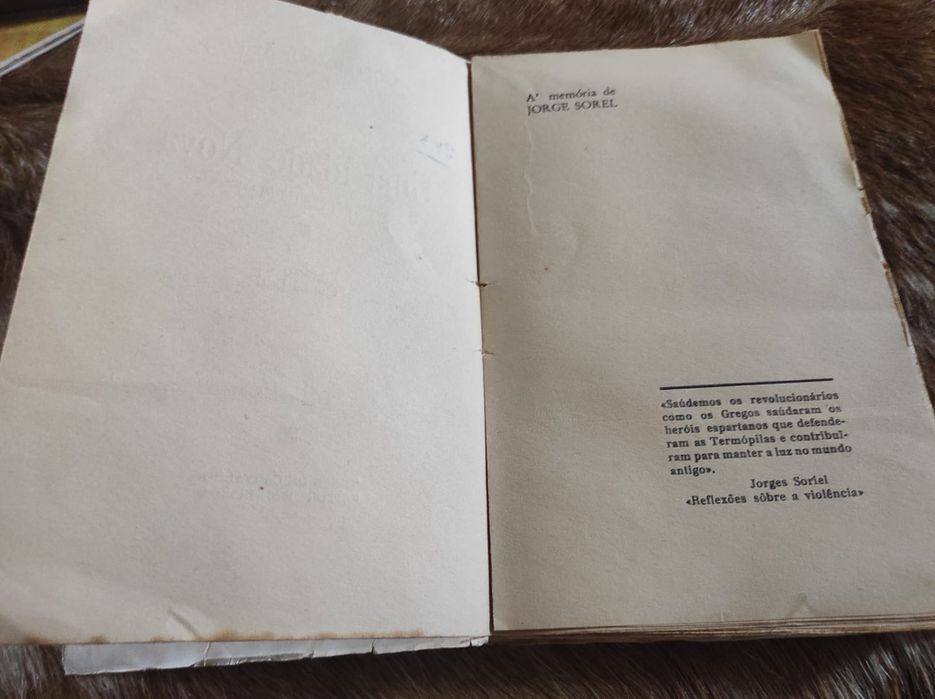 A' memória de
JORGE SOREL
«Saúdemos os revolucionários
como os Gregos saúdaram os
heróis espartanos que defende-
ram as Termópilas e contribuí-
ram para manter a luz no mundo
antigo».
Jorges Soriel
«Reflexões sôbre a violência»